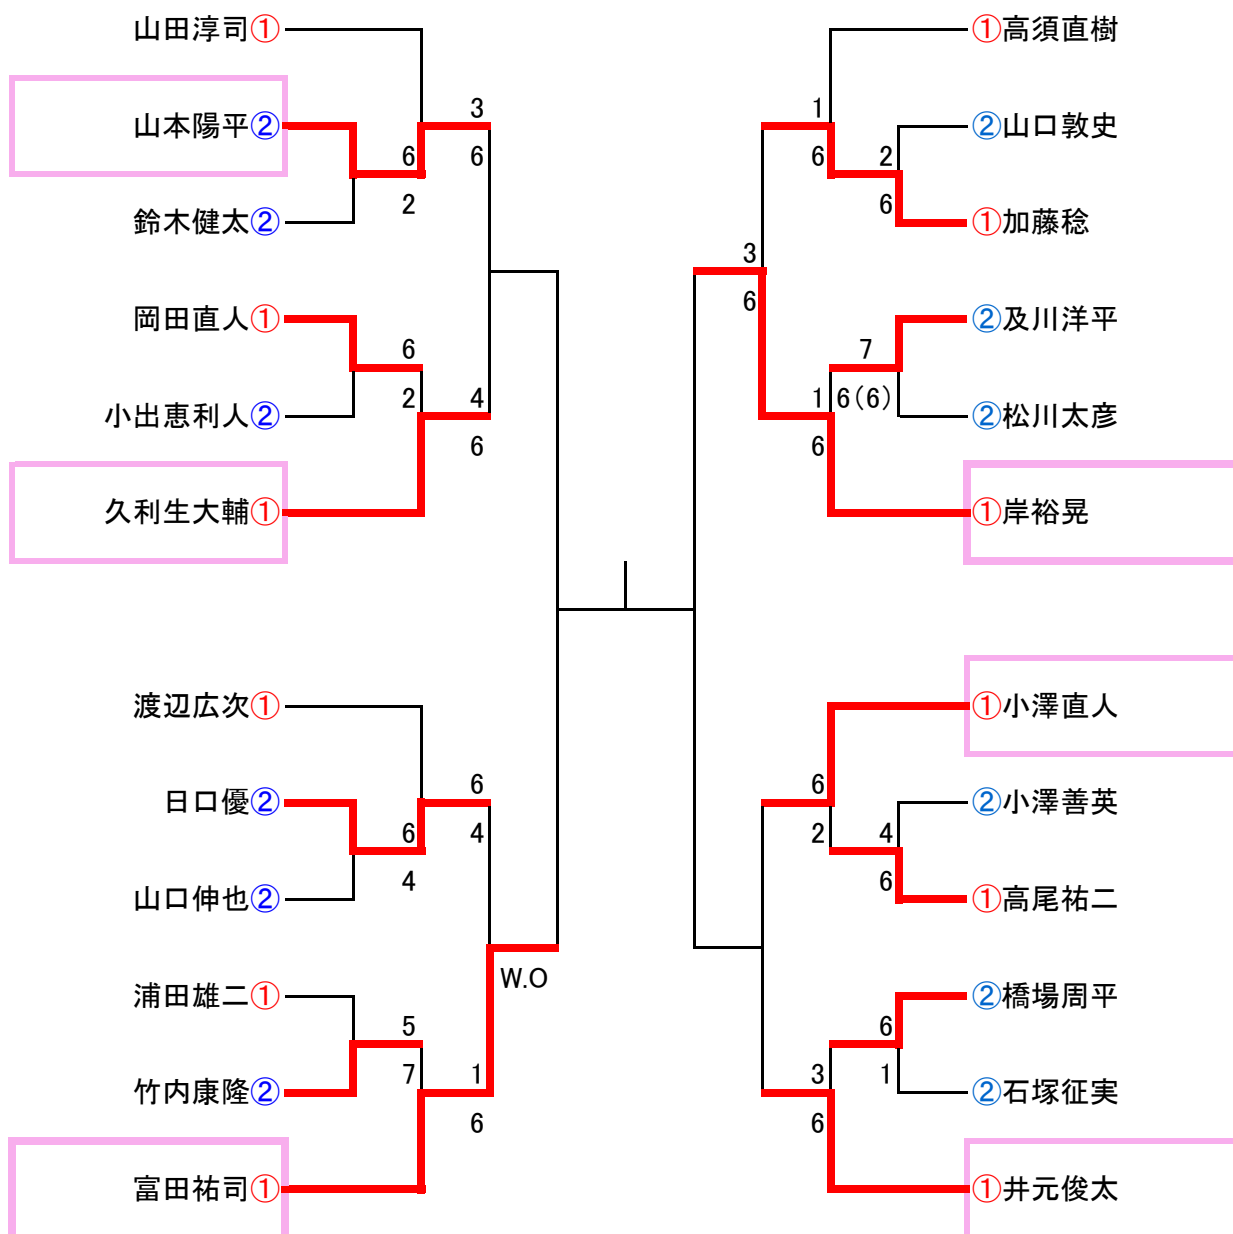 山田淳司①
3
山本陽平②
6
6
2
鈴木健太②
岡田直人①
6
2
4
小出恵利人②
6
久利生大輔①
渡辺広次①
6
日口優②
6
4
4
山口伸也②
W.O
浦田雄二①
5
7
1
竹内康隆②
6
富田祐司①
①高須直樹
1
②山口敦史
6
2
6
①加藤稔
3
6
②及川洋平
7
1
6(6)
②松川太彦
6
①岸裕晃
①小澤直人
6
②小澤善英
2
4
6
①高尾祐二
②橋場周平
6
3
1
②石塚征実
6
①井元俊太